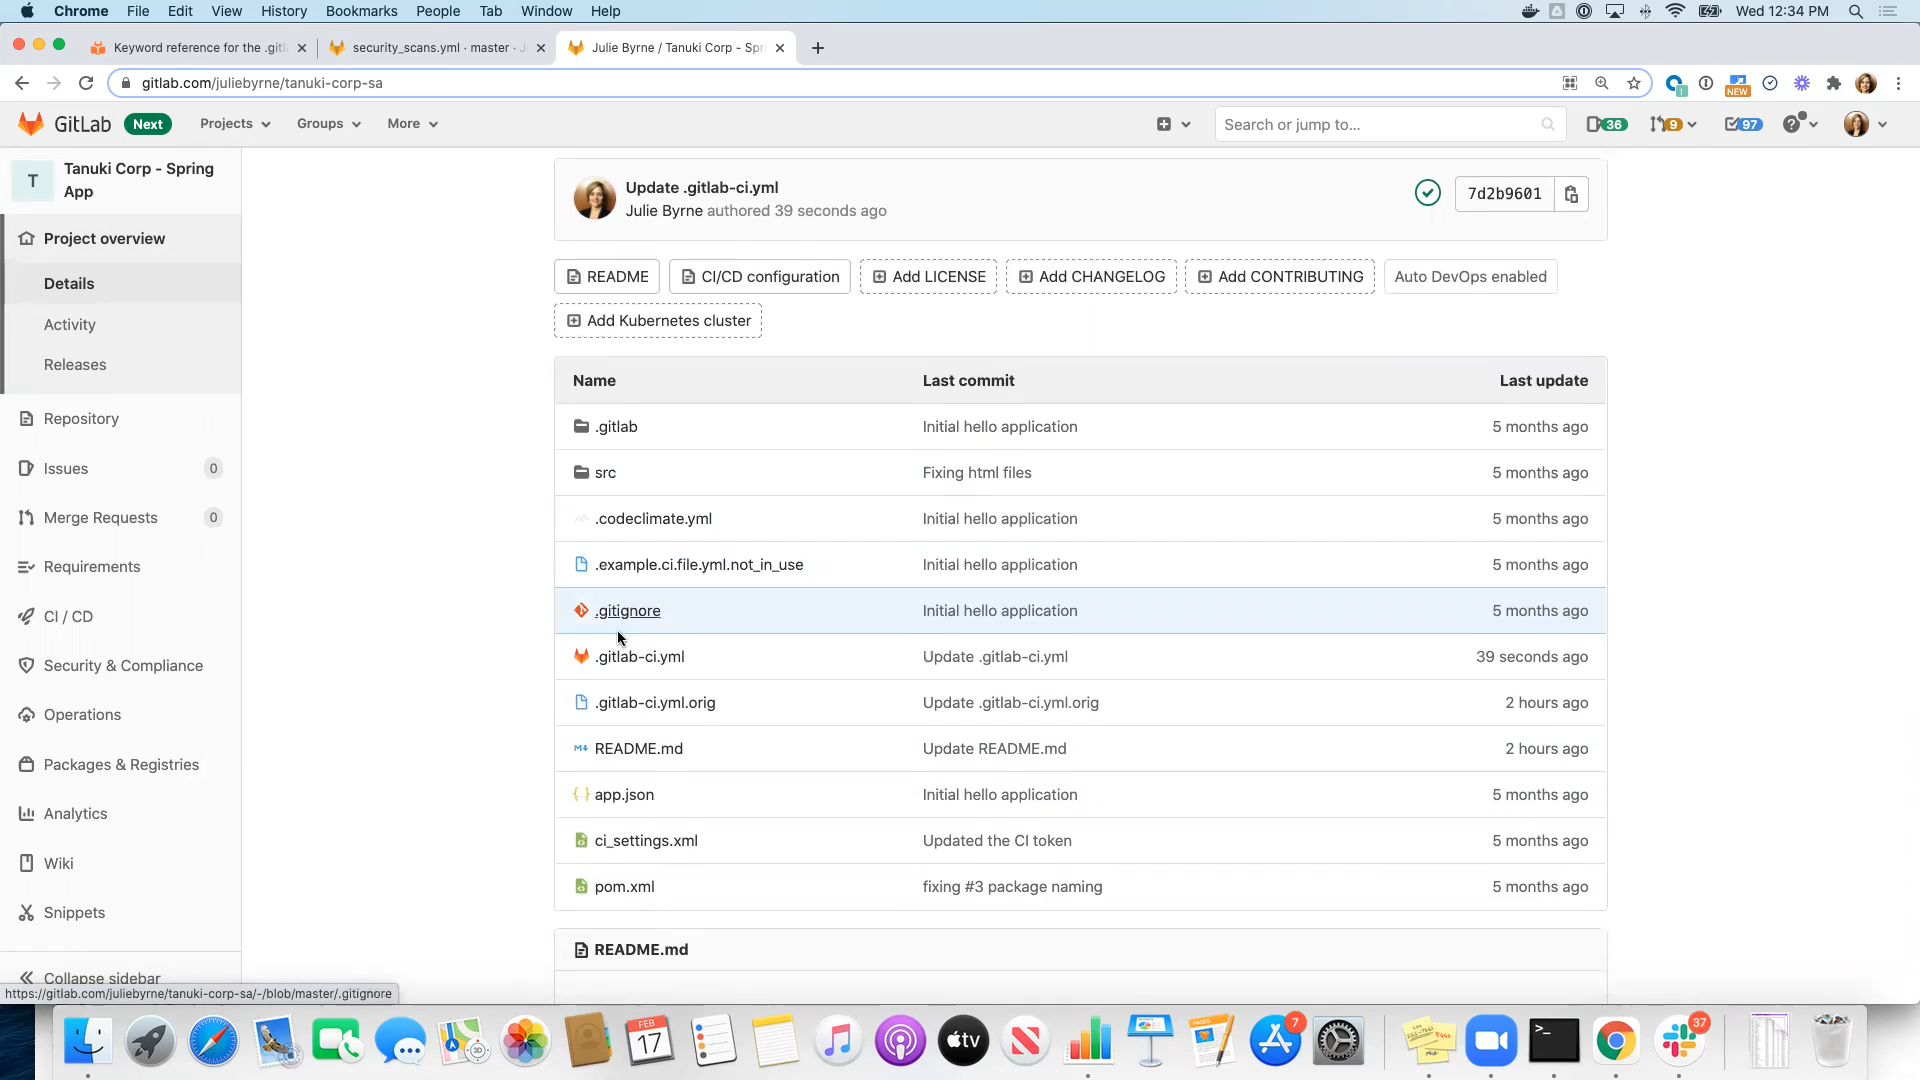 Chrome File Edit View History Bookmarks People Tab Window Help Wed 12:34 PM
Keyword reference for the .gitl
security_scans.yml · master · J
Julie Byrne / Tanuki Corp - Spri
gitlab.com/juliebyrne/tanuki-corp-sa
NEW
GitLab Next Projects Groups More Search or jump to... 36 9 97
T
Tanuki Corp - Spring
App
Project overview
Details
Activity
Releases
Repository
Issues 0
Merge Requests 0
Requirements
CI / CD
Security & Compliance
Operations
Packages & Registries
Analytics
Wiki
Snippets
Collapse sidebar
https://gitlab.com/juliebyrne/tanuki-corp-sa/-/blob/master/.gitignore
Update .gitlab-ci.yml
Julie Byrne authored 39 seconds ago
7d2b9601
README CI/CD configuration Add LICENSE Add CHANGELOG Add CONTRIBUTING Auto DevOps enabled
Add Kubernetes cluster
Name Last commit Last update
.gitlab Initial hello application 5 months ago
src Fixing html files 5 months ago
.codeclimate.yml Initial hello application 5 months ago
.example.ci.file.yml.not_in_use Initial hello application 5 months ago
.gitignore Initial hello application 5 months ago
.gitlab-ci.yml Update .gitlab-ci.yml 39 seconds ago
.gitlab-ci.yml.orig Update .gitlab-ci.yml.orig 2 hours ago
README.md Update README.md 2 hours ago
app.json Initial hello application 5 months ago
ci_settings.xml Updated the CI token 5 months ago
pom.xml fixing #3 package naming 5 months ago
README.md
FEB
17
tv
7
37